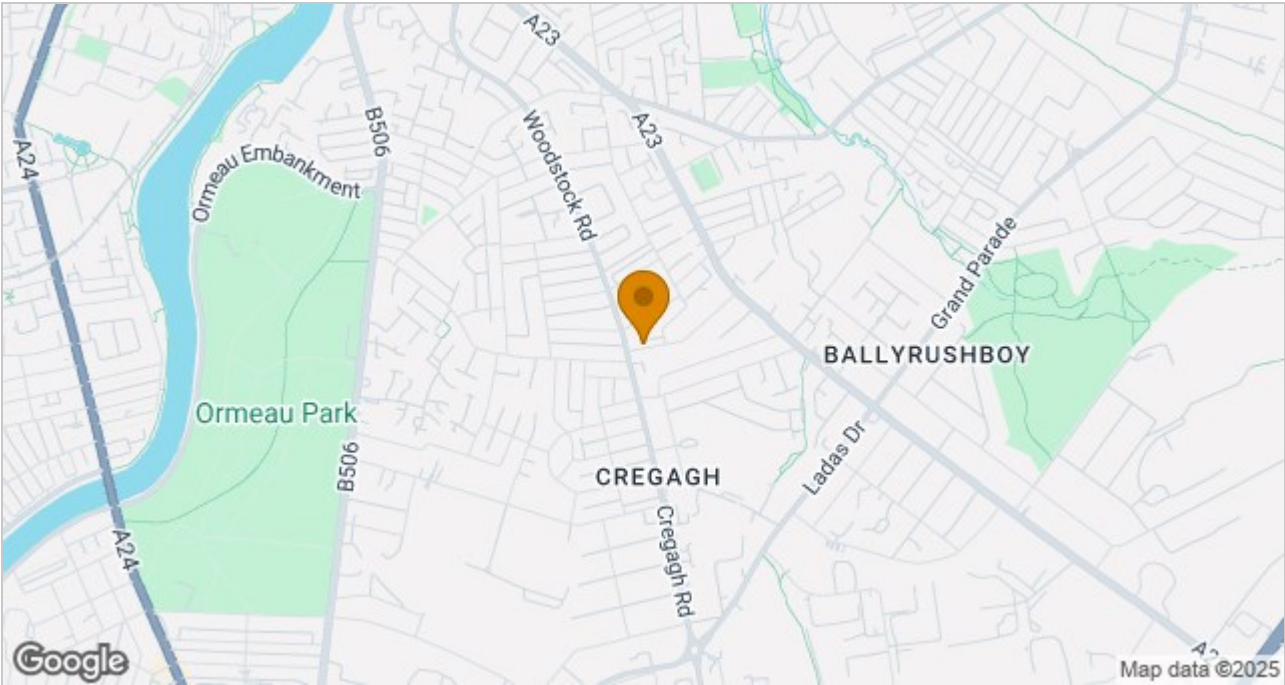 A23
B506
A23
A24
Woodstock Rd
Ormeau Embankment
Grand Parade
BALLYRUSHBOY
Ormeau Park
B506
Ladas Dr
CREGAGH
A24
Cregagh Rd
Google
Map data ©2025